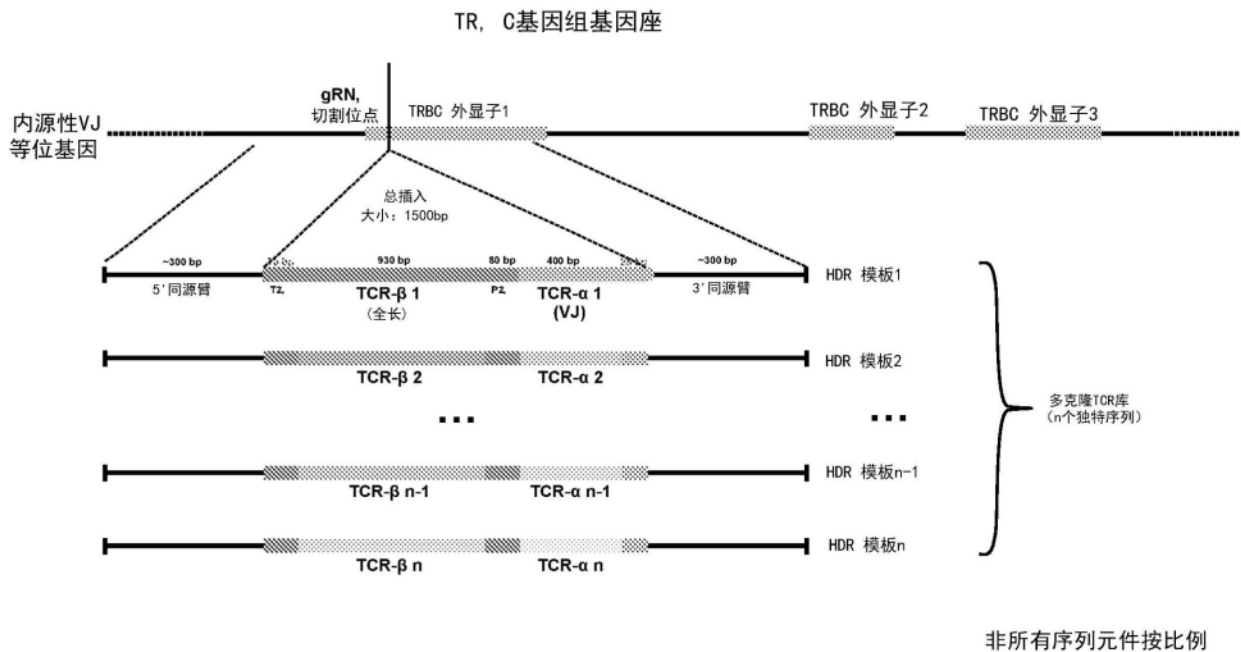 TR, C基因组基因座
gRN,
切割位点
TRBC 外显子1
TRBC 外显子2
TRBC 外显子3
内源性VJ
等位基因
总插入
大小: 1500bp
~300 bp
930 bp
80 bp
400 bp
~300 bp
HDR 模板1
5'同源臂
T2,
TCR-β 1
(全长)
P2,
TCR-α 1
(VJ)
3'同源臂
HDR 模板2
TCR-β 2
TCR-α 2
...
...
多克隆TCR库
(n个独特序列)
HDR 模板n-1
TCR-β n-1
TCR-α n-1
HDR 模板n
TCR-β n
TCR-α n
非所有序列元件按比例